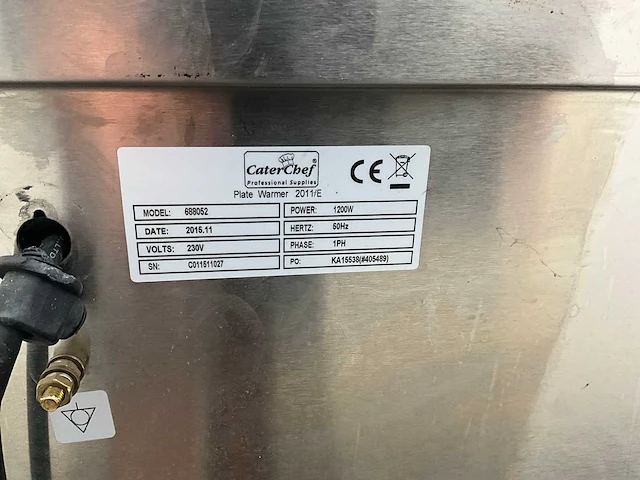 CaterChef®
Professional Supplies
CE
Plate Warmer 2011/E
MODEL: 688052 POWER: 1200W
DATE: 2015.11 HERTZ: 50Hz
VOLTS: 230V PHASE: 1PH
SN: C011511027 PO: KA15538(#405489)